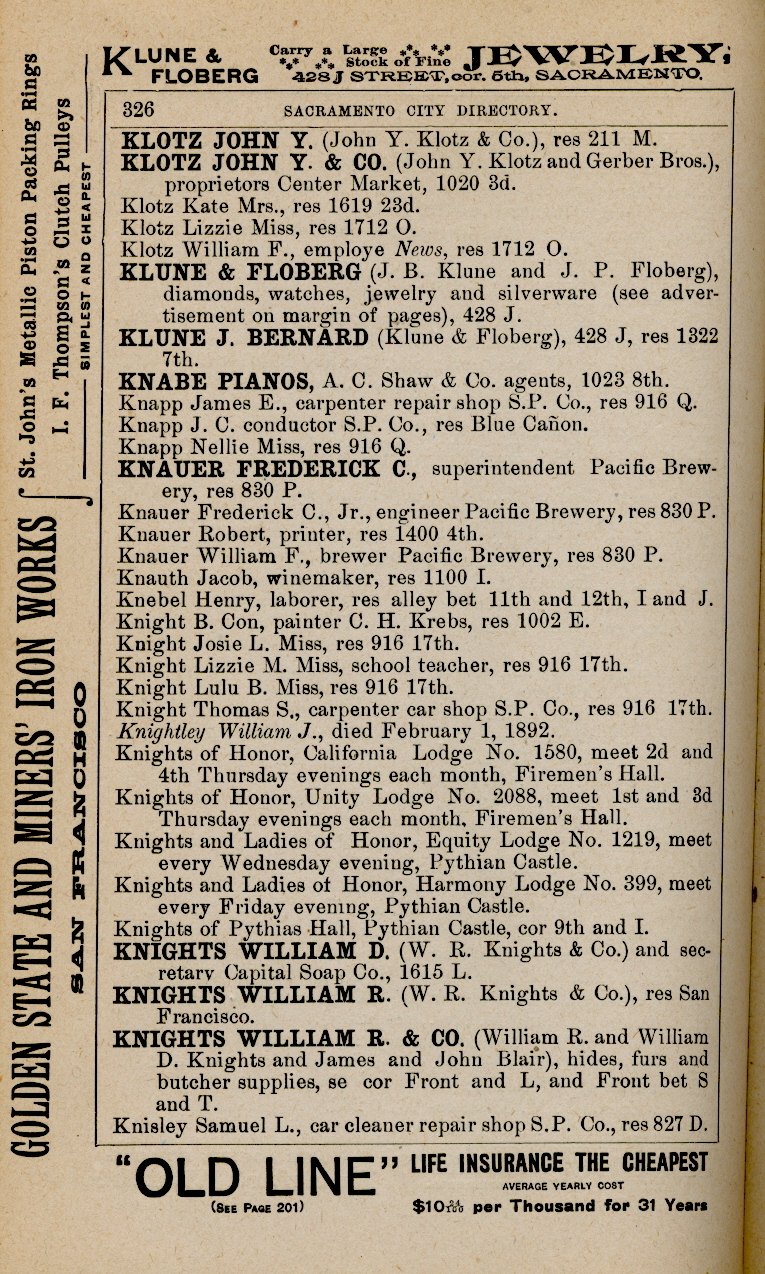 KLUNE & FLOBERG Carry a Large Stock of Fine JEWELRY;
428 J STREET, cor. 5th, SACRAMENTO.
St. John's Metallic Piston Packing Rings
I. F. Thompson's Clutch Pulleys
SIMPLEST AND CHEAPEST
GOLDEN STATE AND MINERS' IRON WORKS
SAN FRANCISCO
326 SACRAMENTO CITY DIRECTORY.
KLOTZ JOHN Y. (John Y. Klotz & Co.), res 211 M.
KLOTZ JOHN Y. & CO. (John Y. Klotz and Gerber Bros.),
proprietors Center Market, 1020 3d.
Klotz Kate Mrs., res 1619 23d.
Klotz Lizzie Miss, res 1712 O.
Klotz William F., employe News, res 1712 O.
KLUNE & FLOBERG (J. B. Klune and J. P. Floberg),
diamonds, watches, jewelry and silverware (see adver-
tisement on margin of pages), 428 J.
KLUNE J. BERNARD (Klune & Floberg), 428 J, res 1322
7th.
KNABE PIANOS, A. C. Shaw & Co. agents, 1023 8th.
Knapp James E., carpenter repair shop S.P. Co., res 916 Q.
Knapp J. C. conductor S.P. Co., res Blue Cañon.
Knapp Nellie Miss, res 916 Q.
KNAUER FREDERICK C., superintendent Pacific Brew-
ery, res 830 P.
Knauer Frederick C., Jr., engineer Pacific Brewery, res 830 P.
Knauer Robert, printer, res 1400 4th.
Knauer William F., brewer Pacific Brewery, res 830 P.
Knauth Jacob, winemaker, res 1100 I.
Knebel Henry, laborer, res alley bet 11th and 12th, I and J.
Knight B. Con, painter C. H. Krebs, res 1002 E.
Knight Josie L. Miss, res 916 17th.
Knight Lizzie M. Miss, school teacher, res 916 17th.
Knight Lulu B. Miss, res 916 17th.
Knight Thomas S., carpenter car shop S.P. Co., res 916 17th.
Knightley William J., died February 1, 1892.
Knights of Honor, California Lodge No. 1580, meet 2d and
4th Thursday evenings each month, Firemen's Hall.
Knights of Honor, Unity Lodge No. 2088, meet 1st and 3d
Thursday evenings each month, Firemen's Hall.
Knights and Ladies of Honor, Equity Lodge No. 1219, meet
every Wednesday evening, Pythian Castle.
Knights and Ladies of Honor, Harmony Lodge No. 399, meet
every Friday evening, Pythian Castle.
Knights of Pythias Hall, Pythian Castle, cor 9th and I.
KNIGHTS WILLIAM D. (W. R. Knights & Co.) and sec-
retary Capital Soap Co., 1615 L.
KNIGHTS WILLIAM R. (W. R. Knights & Co.), res San
Francisco.
KNIGHTS WILLIAM R. & CO. (William R. and William
D. Knights and James and John Blair), hides, furs and
butcher supplies, se cor Front and L, and Front bet S
and T.
Knisley Samuel L., car cleaner repair shop S.P. Co., res 827 D.
"OLD LINE" LIFE INSURANCE THE CHEAPEST
AVERAGE YEARLY COST
(SEE PAGE 201) $10 per Thousand for 31 Years